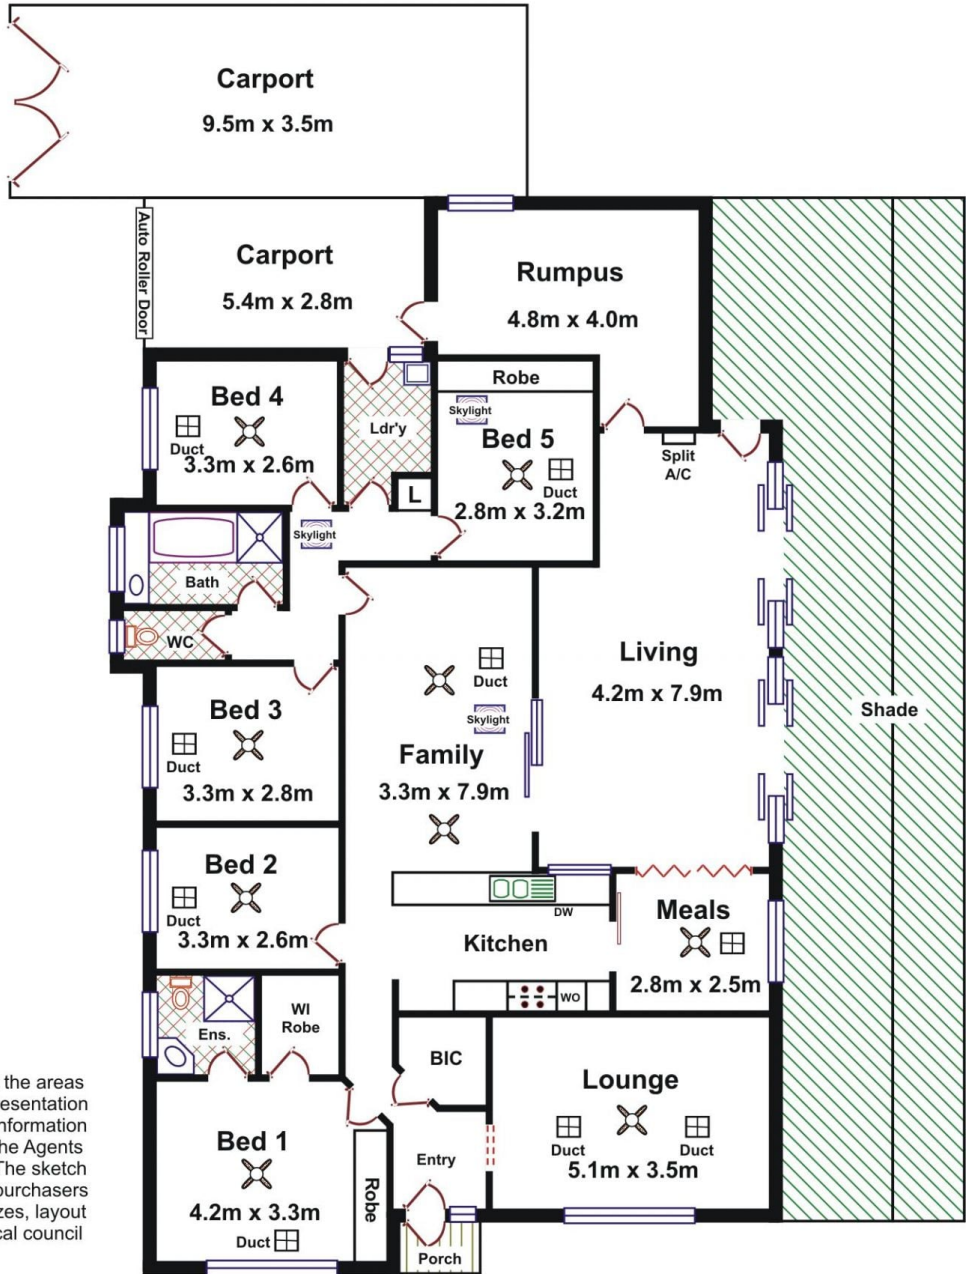 Carport
9.5m x 3.5m
Auto Roller Door
Carport
5.4m x 2.8m
Rumpus
4.8m x 4.0m
Bed 4
Duct
3.3m x 2.6m
Ldr'y
Robe
Skylight
Bed 5
Duct
2.8m x 3.2m
Split
A/C
L
Skylight
Bath
WC
Living
4.2m x 7.9m
Shade
Bed 3
Duct
3.3m x 2.8m
Duct
Skylight
Family
3.3m x 7.9m
Bed 2
Duct
3.3m x 2.6m
DW
Kitchen
WO
Meals
2.8m x 2.5m
Ens.
WI
Robe
BIC
Lounge
Duct
Duct
5.1m x 3.5m
Bed 1
4.2m x 3.3m
Duct
Robe
Entry
Porch
the areas
resentation
nformation
he Agents
The sketch
purchasers
zes, layout
cal council